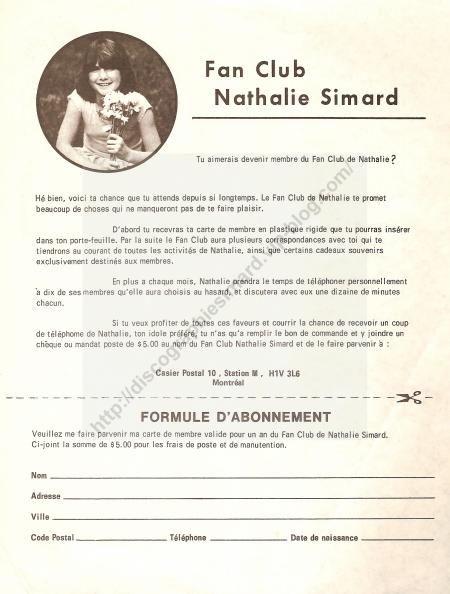 Fan Club
Nathalie Simard
Tu aimerais devenir membre du Fan Club de Nathalie?
Hé bien, voici ta chance que tu attends depuis si longtemps. Le Fan Club de Nathalie te promet
beaucoup de choses qui ne manqueront pas de te faire plaisir.
D'abord tu recevras ta carte de membre en plastique rigide que tu pourras insérer
dans ton porte-feuille. Par la suite le Fan Club aura plusieurs correspondances avec toi qui te
tiendrons au courant de toutes les activités de Nathalie, ainsi que certains cadeaux souvenirs
exclusivement destinés aux membres.
En plus a chaque mois, Nathalie prendra le temps de téléphoner personnellement
à dix de ses membres qu'elle aura choisis au hasard, et discutera avec eux une dizaine de minutes
chacun.
Si tu veux profiter de toutes ces faveurs et courrir la chance de recevoir un coup
de téléphome de Nathalie, ton idole préféré, tu n'as qu'a remplir le bon de commande et y joindre un
chèque ou mandat poste de $5.00 au nom du Fan Club Nathalie Simard et de le faire parvenir à :
Casier Postal 10 , Station M , H1V 3L6
Montréal
FORMULE D'ABONNEMENT
Veuillez me faire parvenir ma carte de membre valide pour un an du Fan Club de Nathalie Simard.
Ci-joint la somme de $5.00 pour les frais de poste et de manutention.
Nom
Adresse
Ville
Code Postal Téléphone Date de naissance